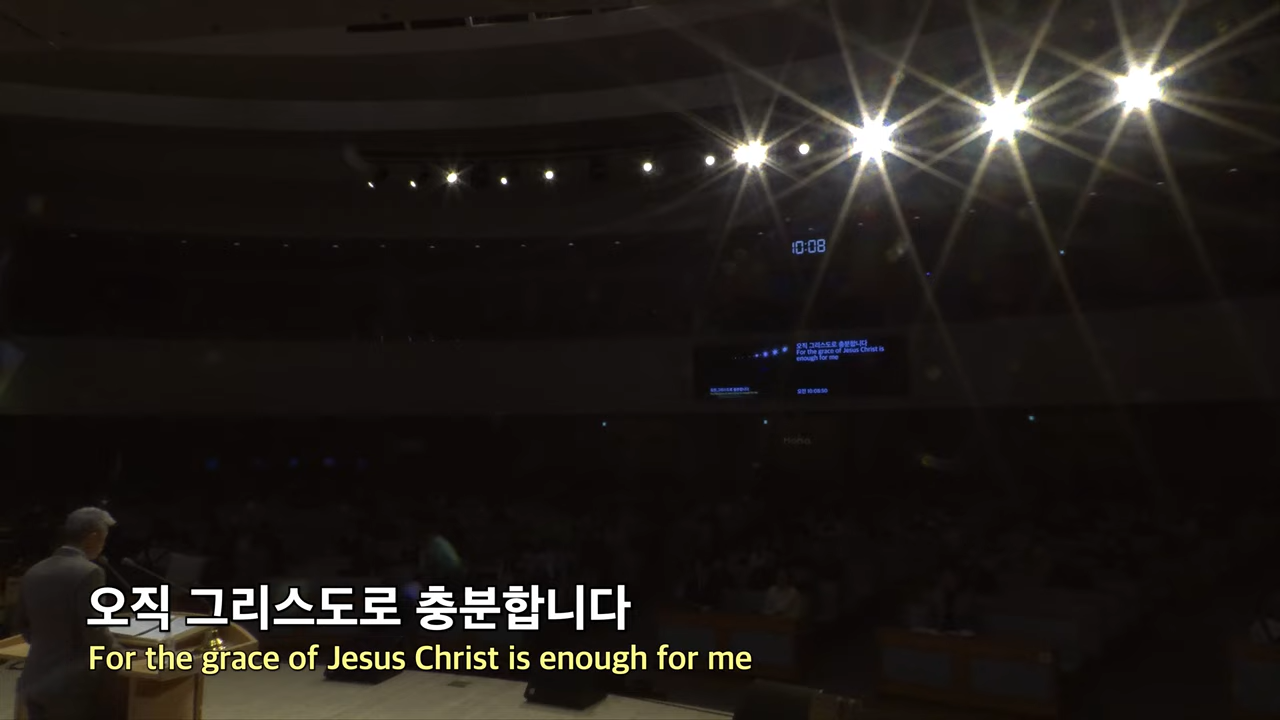 10:08
오직 그리스도로 충분합니다
For the grace of Jesus Christ is
enough for me
오직 그리스도로 충분합니다
For the grace of Jesus Christ is enough for me